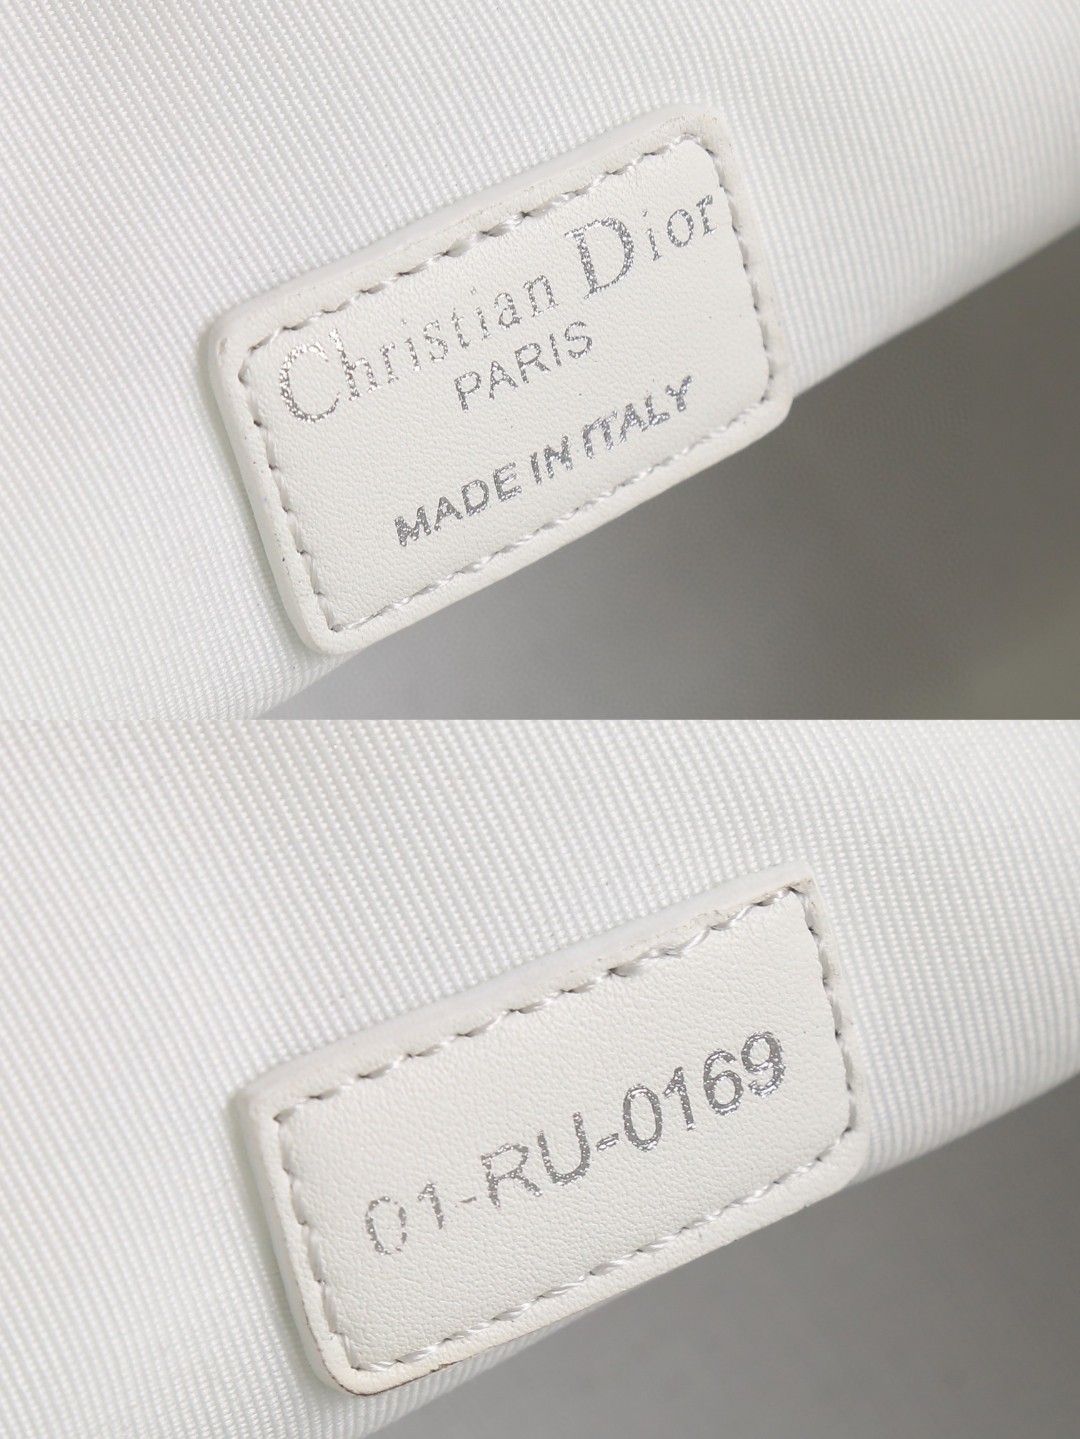 Christian Dior
PARIS
MADE IN ITALY
01-RU-0169